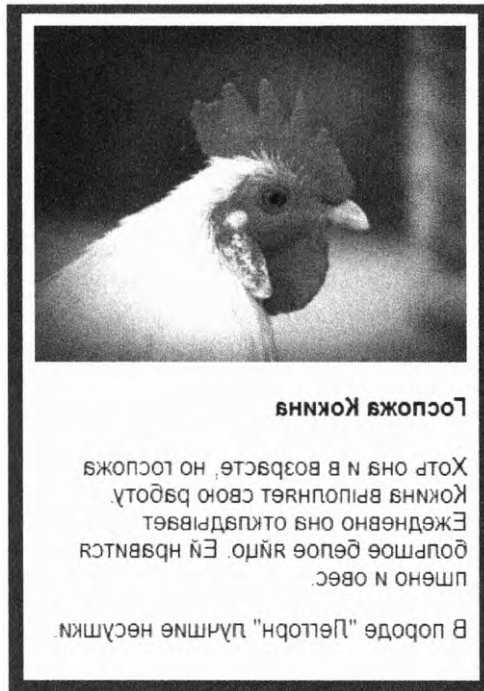 Госпожа Кокина
Хоть она и в возрасте, но госпожа
Кокина выполняет свою работу.
Ежедневно она откладывает
большое белое яйцо. Ей нравится
пшено и овес.
В породе "Леггорн" лучшие несушки.